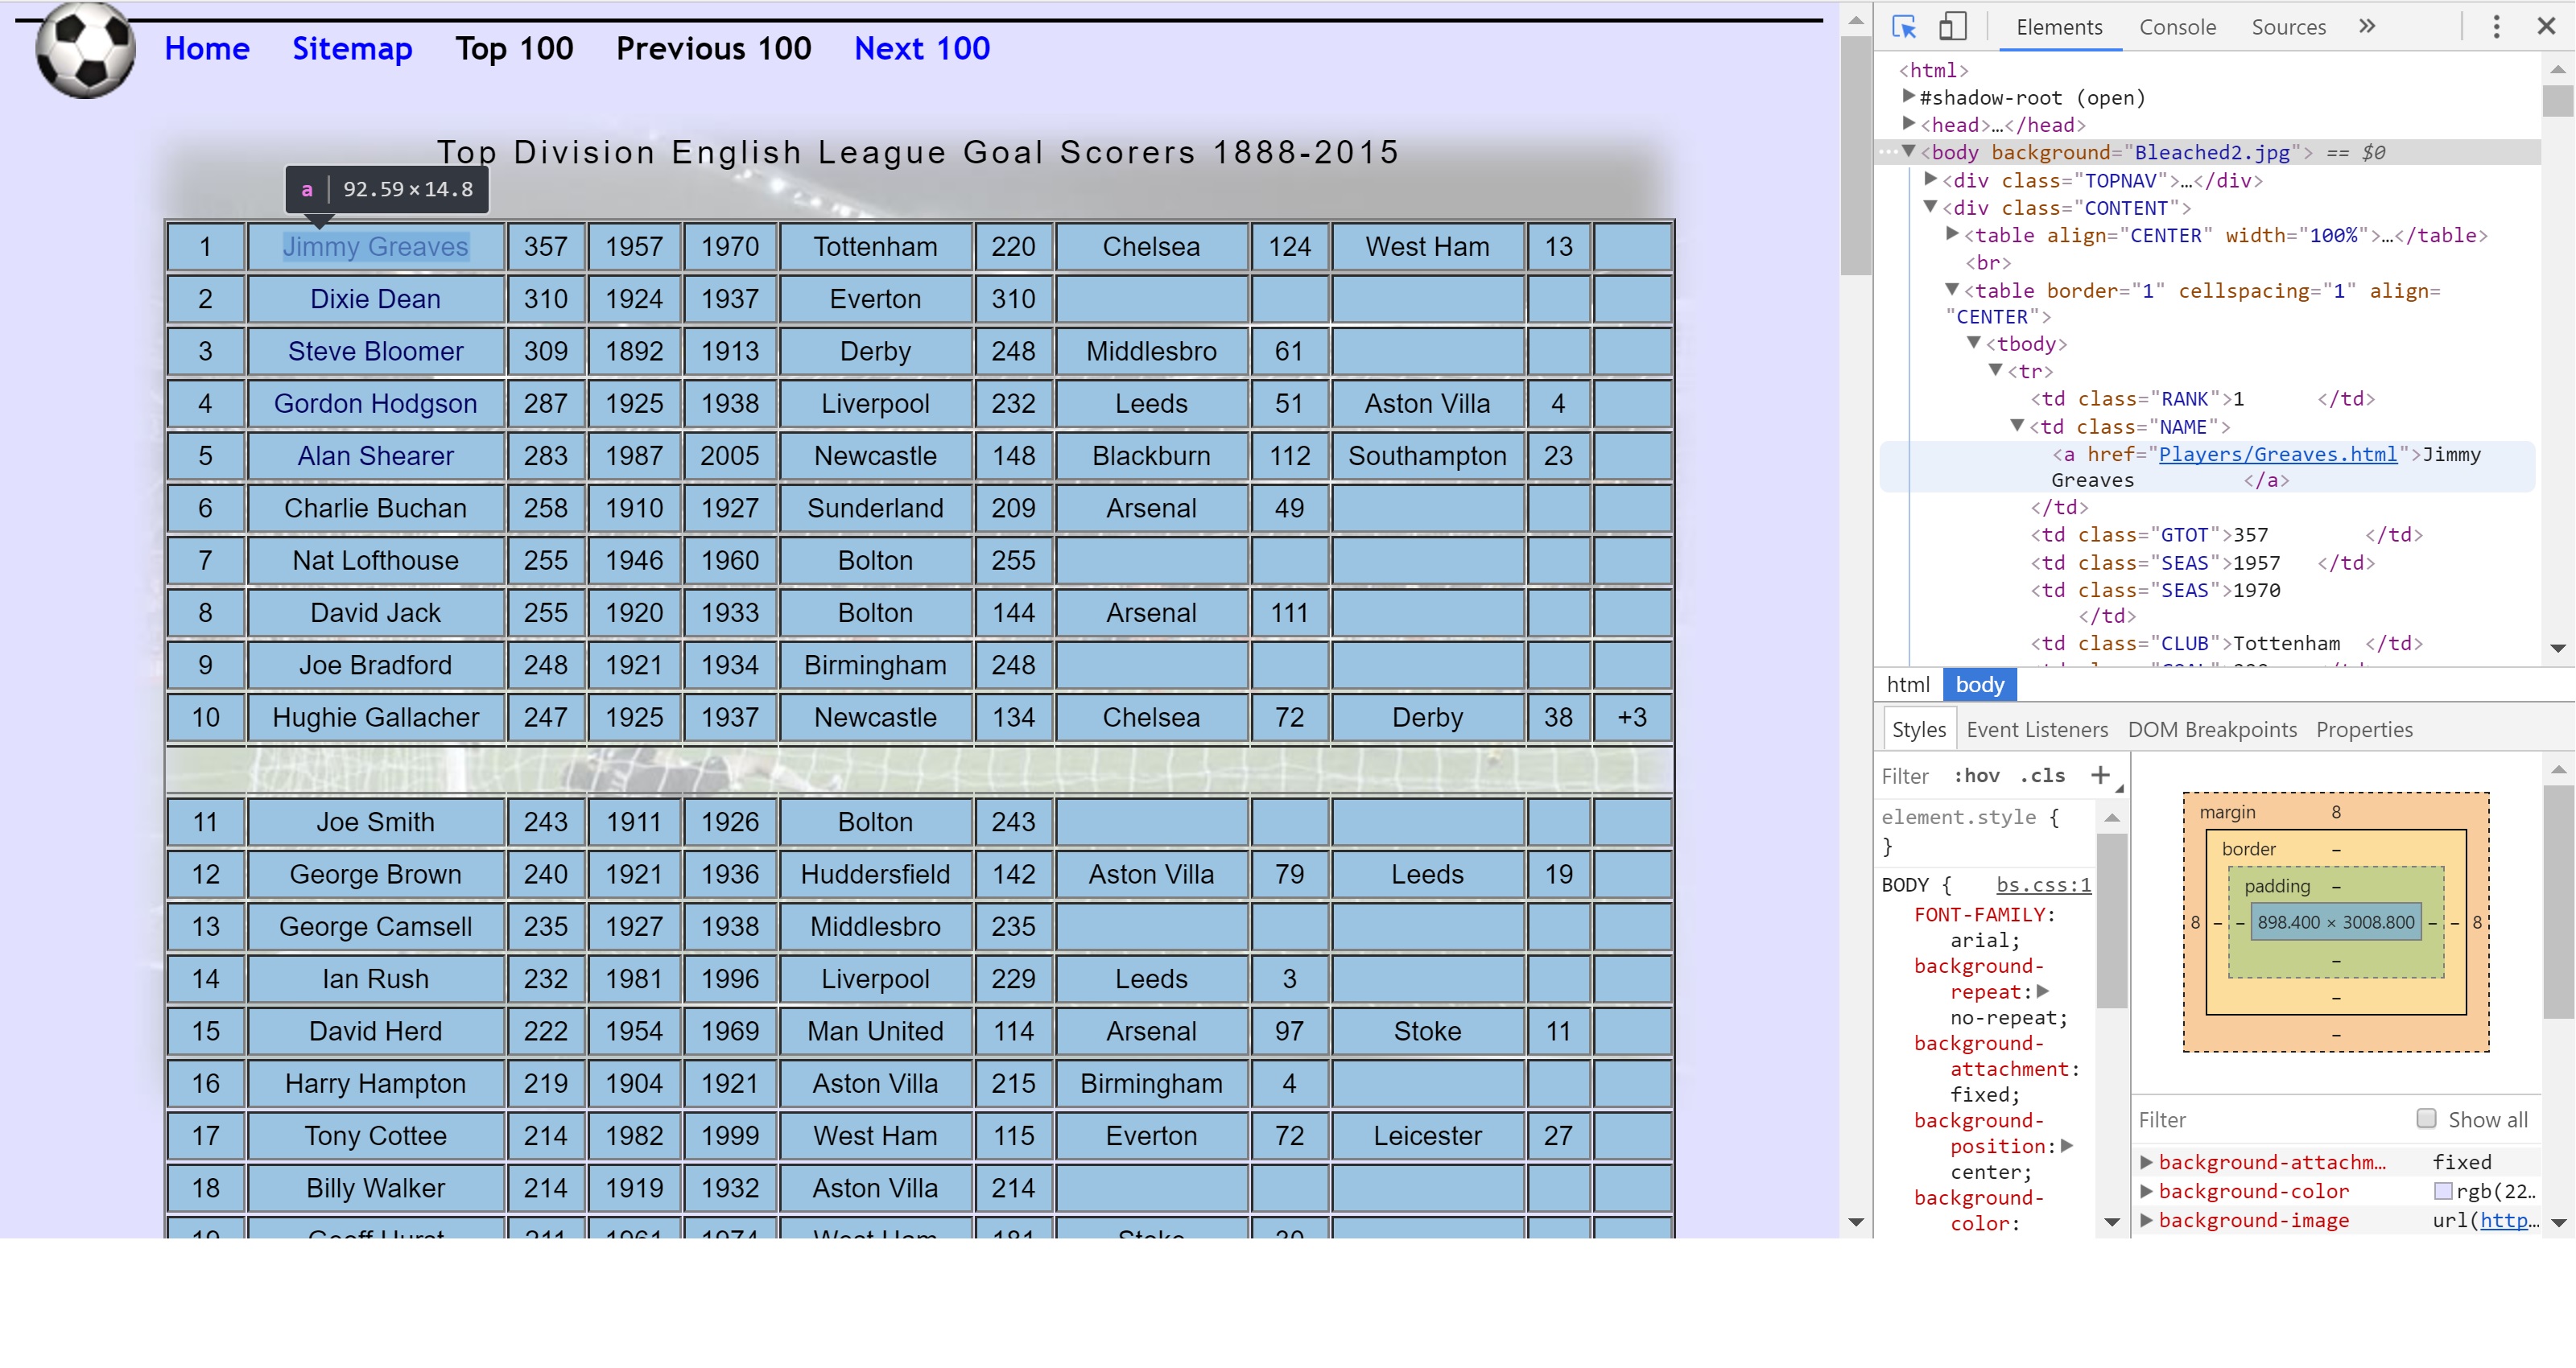 Home Sitemap Top 100 Previous 100 Next 100
Top Division English League Goal Scorers 1888-2015
a 92.59×14.8
1 Jimmy Greaves 357 1957 1970 Tottenham 220 Chelsea 124 West Ham 13
2 Dixie Dean 310 1924 1937 Everton 310
3 Steve Bloomer 309 1892 1913 Derby 248 Middlesbro 61
4 Gordon Hodgson 287 1925 1938 Liverpool 232 Leeds 51 Aston Villa 4
5 Alan Shearer 283 1987 2005 Newcastle 148 Blackburn 112 Southampton 23
6 Charlie Buchan 258 1910 1927 Sunderland 209 Arsenal 49
7 Nat Lofthouse 255 1946 1960 Bolton 255
8 David Jack 255 1920 1933 Bolton 144 Arsenal 111
9 Joe Bradford 248 1921 1934 Birmingham 248
10 Hughie Gallacher 247 1925 1937 Newcastle 134 Chelsea 72 Derby 38 +3
11 Joe Smith 243 1911 1926 Bolton 243
12 George Brown 240 1921 1936 Huddersfield 142 Aston Villa 79 Leeds 19
13 George Camsell 235 1927 1938 Middlesbro 235
14 Ian Rush 232 1981 1996 Liverpool 229 Leeds 3
15 David Herd 222 1954 1969 Man United 114 Arsenal 97 Stoke 11
16 Harry Hampton 219 1904 1921 Aston Villa 215 Birmingham 4
17 Tony Cottee 214 1982 1999 West Ham 115 Everton 72 Leicester 27
18 Billy Walker 214 1919 1932 Aston Villa 214
19 Geoff Hurst 211 1961 1974 West Ham 181 Stoke 30
Elements Console Sources »
<html>
#shadow-root (open)
<head>…</head>
<body background="Bleached2.jpg"> == $0
<div class="TOPNAV">…</div>
<div class="CONTENT">
<table align="CENTER" width="100%">…</table>
<br>
<table border="1" cellspacing="1" align=
"CENTER">
<tbody>
<tr>
<td class="RANK">1 </td>
<td class="NAME">
<a href="Players/Greaves.html">Jimmy
Greaves </a>
</td>
<td class="GTOT">357 </td>
<td class="SEAS">1957 </td>
<td class="SEAS">1970
</td>
<td class="CLUB">Tottenham </td>
html body
Styles Event Listeners DOM Breakpoints Properties
Filter :hov .cls +
element.style {
}
BODY { bs.css:1
FONT-FAMILY:
arial;
background-
repeat:
no-repeat;
background-
attachment:
fixed;
background-
position:
center;
background-
color:
margin 8
border –
padding –
8 – – 898.400 × 3008.800 – – 8
–
–
–
Filter Show all
background-attachm… fixed
background-color rgb(22…
background-image url(http…